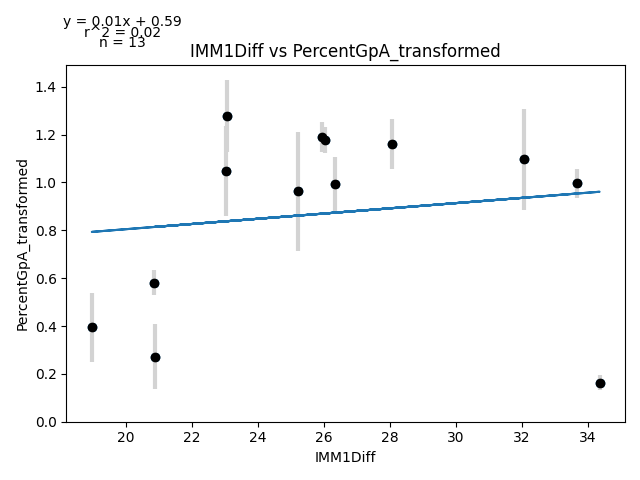 y = 0.01x + 0.59
r^2 = 0.02
n = 13
IMM1Diff vs PercentGpA_transformed
PercentGpA_transformed
1.4
1.2
1.0
0.8
0.6
0.4
0.2
0.0
20 22 24 26 28 30 32 34
IMM1Diff